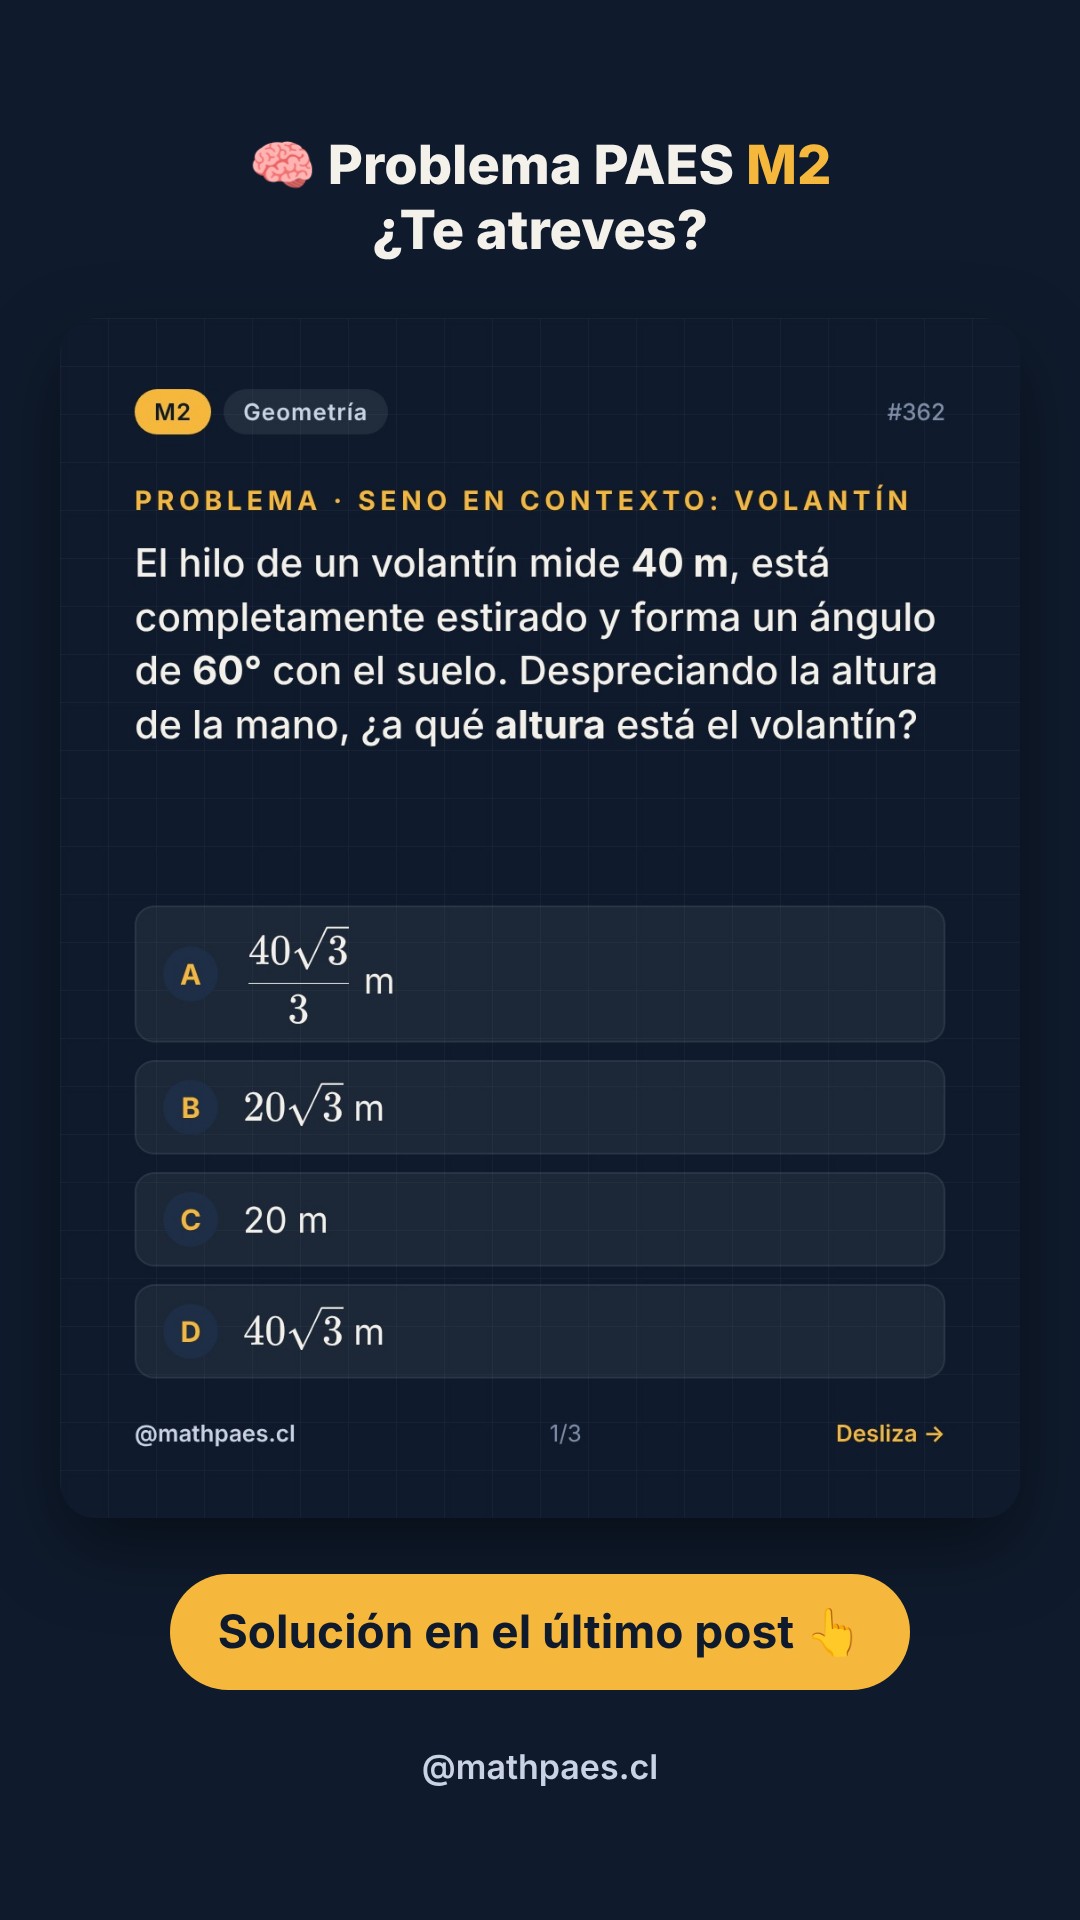 🧠 Problema PAES M2
¿Te atreves?
M2 Geometría #362
PROBLEMA · SENO EN CONTEXTO: VOLANTÍN
El hilo de un volantín mide 40 m, está
completamente estirado y forma un ángulo
de 60° con el suelo. Despreciando la altura
de la mano, ¿a qué altura está el volantín?
A 40√3/3 m
B 20√3 m
C 20 m
D 40√3 m
@mathpaes.cl 1/3 Desliza →
Solución en el último post 👆
@mathpaes.cl